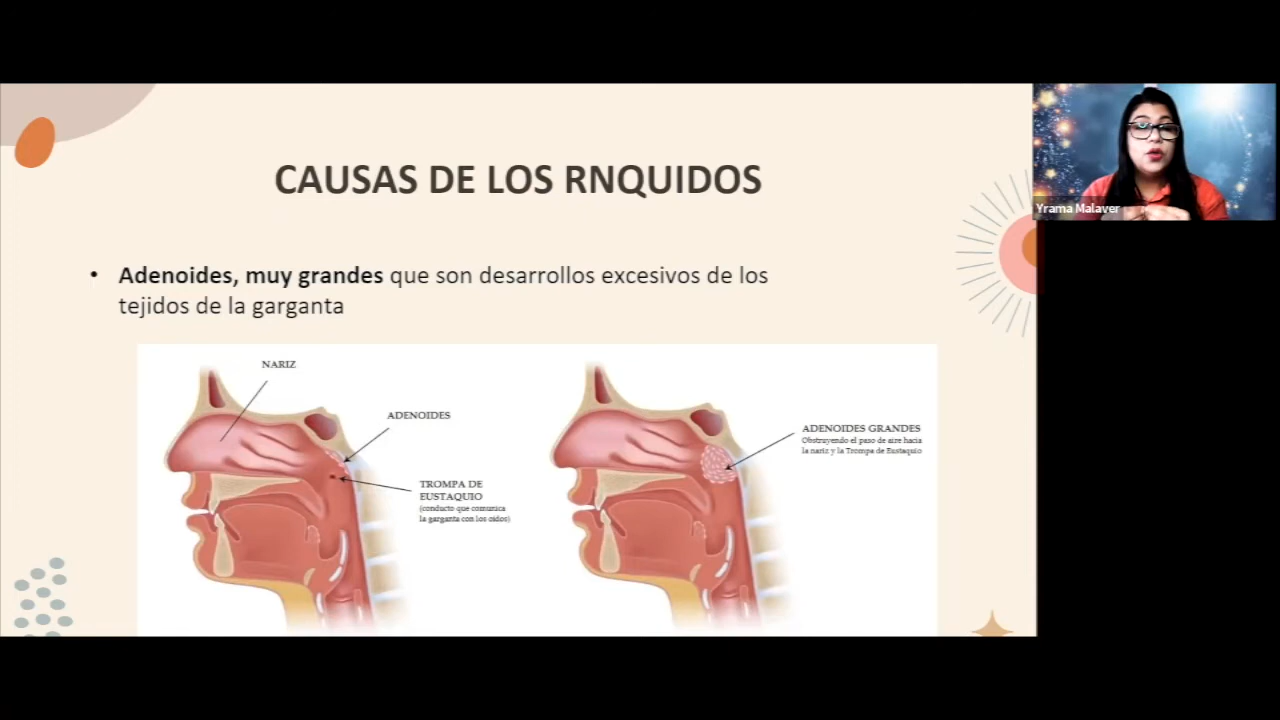 CAUSAS DE LOS RNQUIDOS
Yrama Malaver
• Adenoides, muy grandes que son desarrollos excesivos de los
tejidos de la garganta
NARIZ
ADENOIDES
TROMPA DE
EUSTAQUIO
(conducto que comunica
la garganta con los oídos)
ADENOIDES GRANDES
Obstruyendo el paso de aire hacia
la nariz y la Trompa de Eustaquio